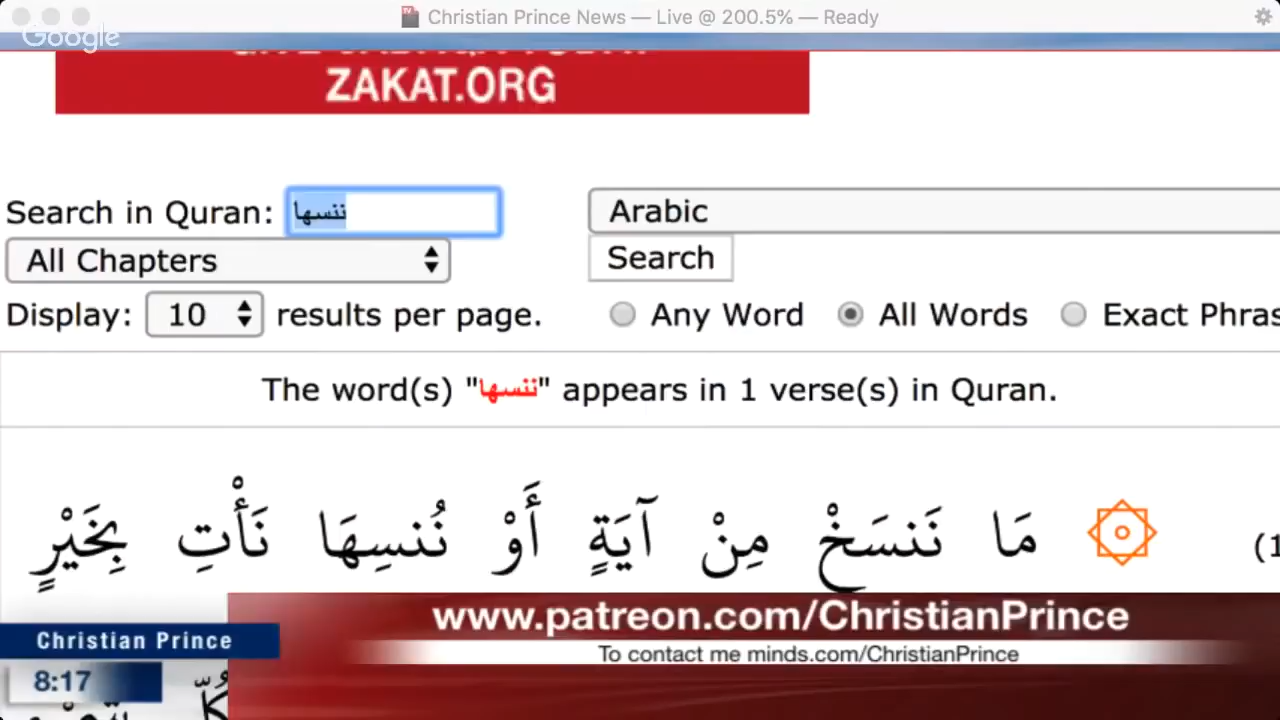 Christian Prince News — Live @ 200.5% — Ready
Google
ZAKAT.ORG
Search in Quran: ننسها Arabic
All Chapters Search
Display: 10 results per page. Any Word All Words Exact Phras
The word(s) "ننسها" appears in 1 verse(s) in Quran.
(1 ۞ مَا نَنسَخْ مِنْ آيَةٍ أَوْ نُنسِهَا نَأْتِ بِخَيْرٍ
www.patreon.com/ChristianPrince
Christian Prince
To contact me minds.com/ChristianPrince
8:17